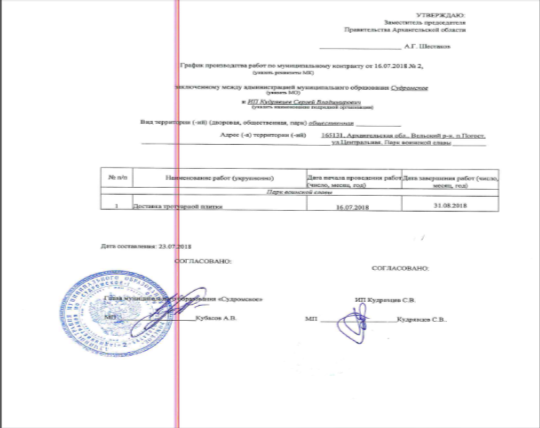 УТВЕРЖДАЮ:
Заместитель председателя
Правительства Архангельской области
А.Г. Шестаков
График производства работ по муниципальному контракту от 16.07.2018 № 2,
(указать реквизиты МК)
заключенному между администрацией муниципального образования Судромское
(указать МО)
и ИП Кудрявцев Сергей Владимирович
(указать наименование подрядной организации)
Вид территории (-ий) (дворовая, общественная, парк) общественная
Адрес (-а) территории (-ий) 165131, Архангельская обл., Вельский р-н, п.Погост,
ул.Центральная, Парк воинской славы
№ п/п Наименование работ (укрупненно) Дата начала проведения работ (число, месяц, год) Дата завершения работ (число, месяц, год)
Парк воинской славы
1 Доставка тротуарной плитки 16.07.2018 31.08.2018
Дата составления: 23.07.2018
СОГЛАСОВАНО:
СОГЛАСОВАНО:
Глава муниципального образования «Судромское»
ИП Кудрявцев С.В.
МП Кубасов А.В.
МП Кудрявцев С.В.